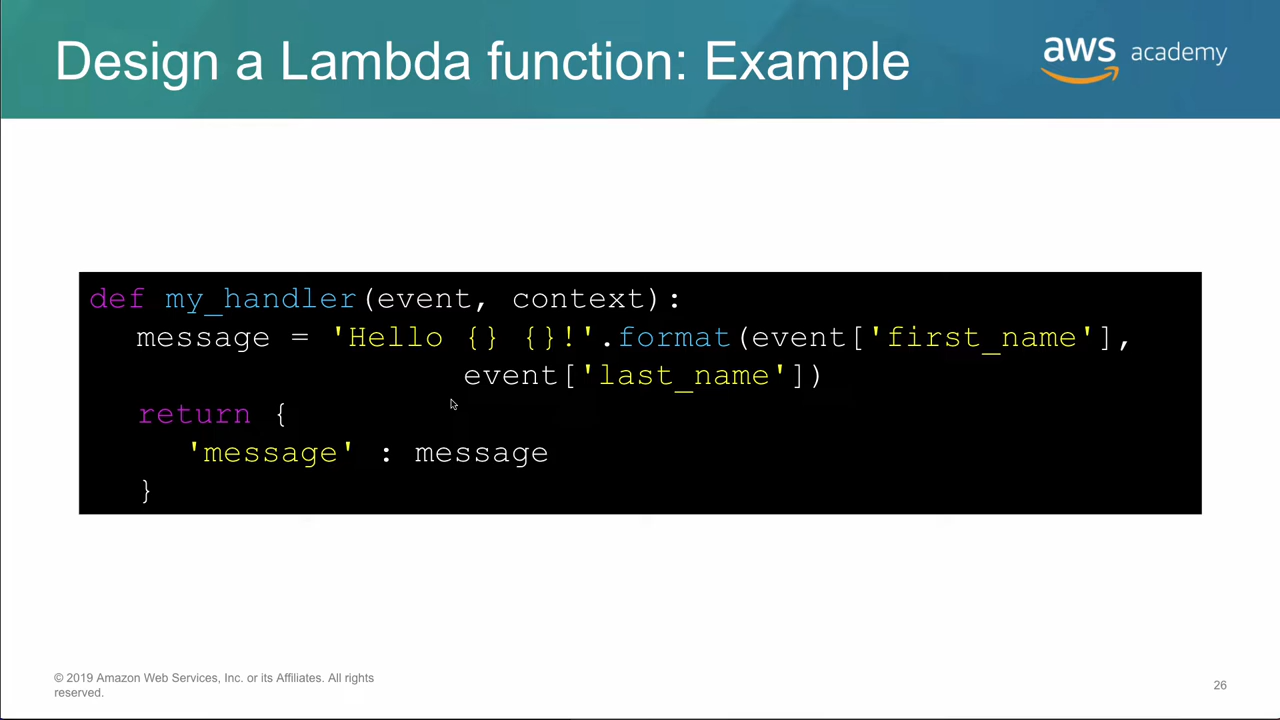 Design a Lambda function: Example
aws academy
def my_handler(event, context):
message = 'Hello {} {}!'.format(event['first_name'],
event['last_name'])
return {
'message' : message
}
© 2019 Amazon Web Services, Inc. or its Affiliates. All rights
reserved.
26